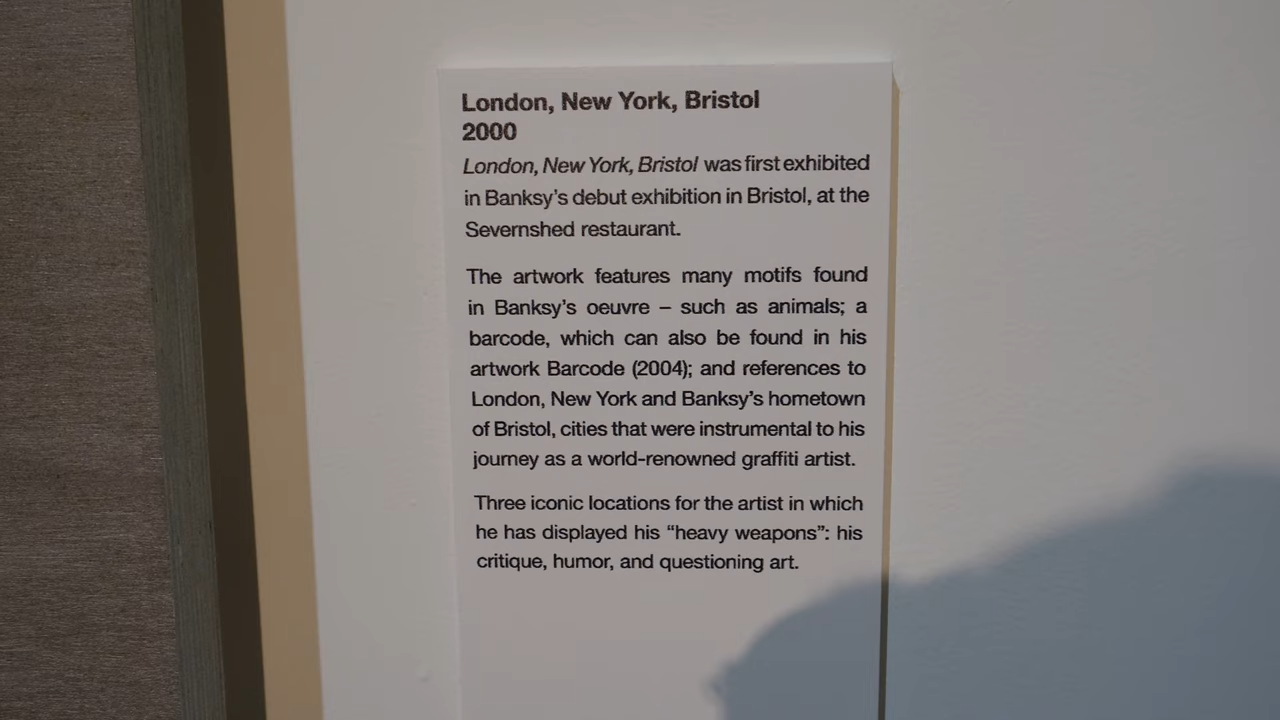 London, New York, Bristol
2000
London, New York, Bristol was first exhibited
in Banksy's debut exhibition in Bristol, at the
Severnshed restaurant.
The artwork features many motifs found
in Banksy's oeuvre – such as animals; a
barcode, which can also be found in his
artwork Barcode (2004); and references to
London, New York and Banksy's hometown
of Bristol, cities that were instrumental to his
journey as a world-renowned graffiti artist.
Three iconic locations for the artist in which
he has displayed his “heavy weapons”: his
critique, humor, and questioning art.